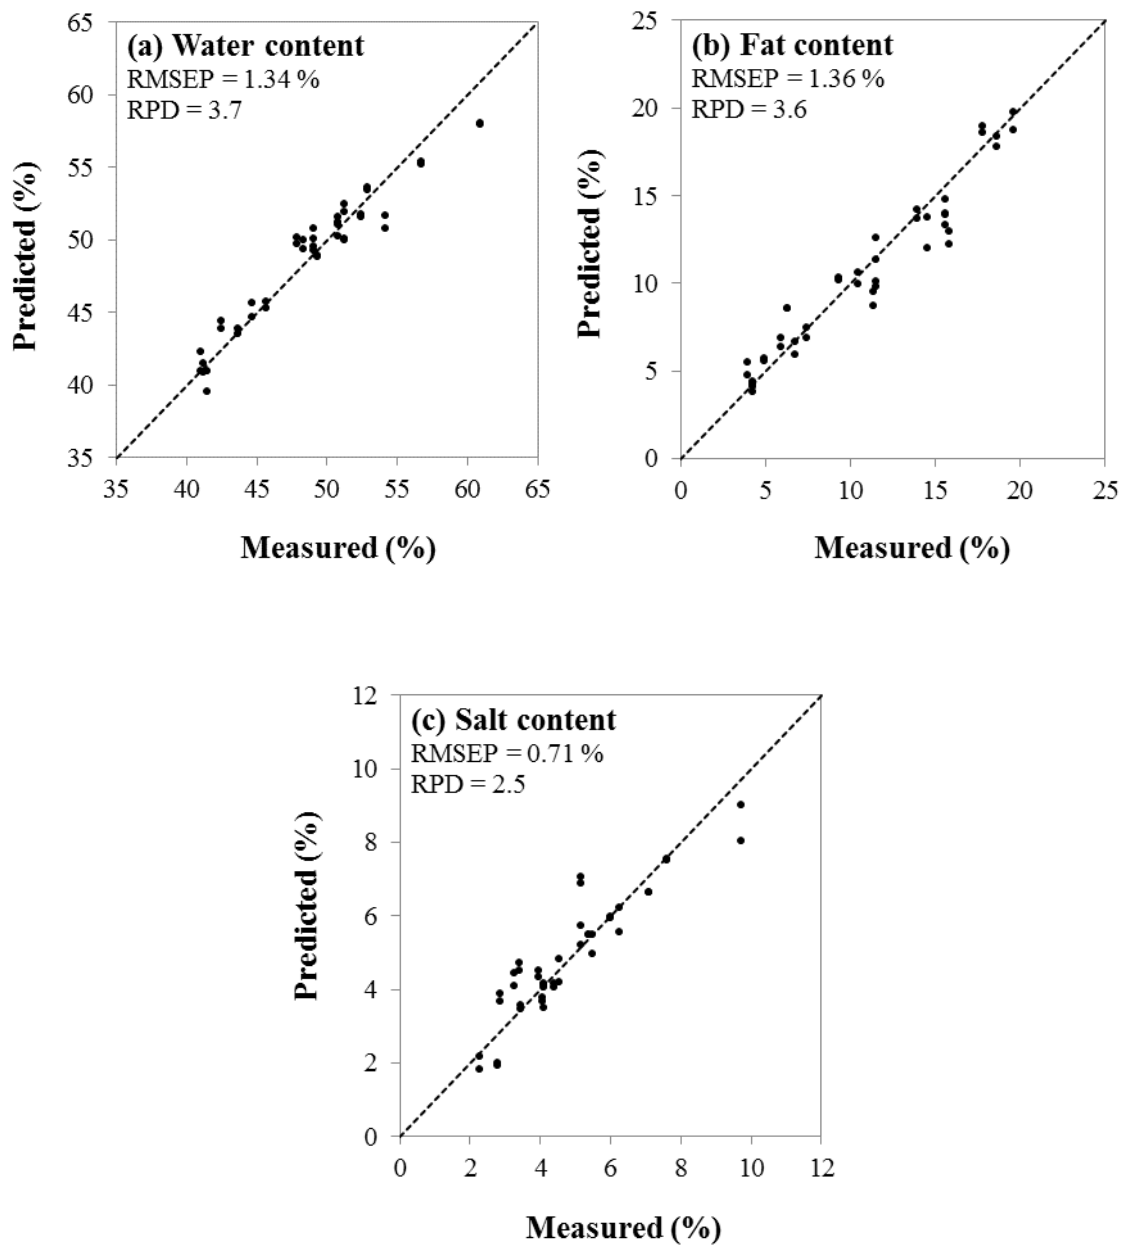 (a) Water content
RMSEP = 1.34 %
RPD = 3.7
65
60
55
50
45
40
35
Predicted (%)
35 40 45 50 55 60 65
Measured (%)
(b) Fat content
RMSEP = 1.36 %
RPD = 3.6
25
20
15
10
5
0
Predicted (%)
0 5 10 15 20 25
Measured (%)
(c) Salt content
RMSEP = 0.71 %
RPD = 2.5
12
10
8
6
4
2
0
Predicted (%)
0 2 4 6 8 10 12
Measured (%)